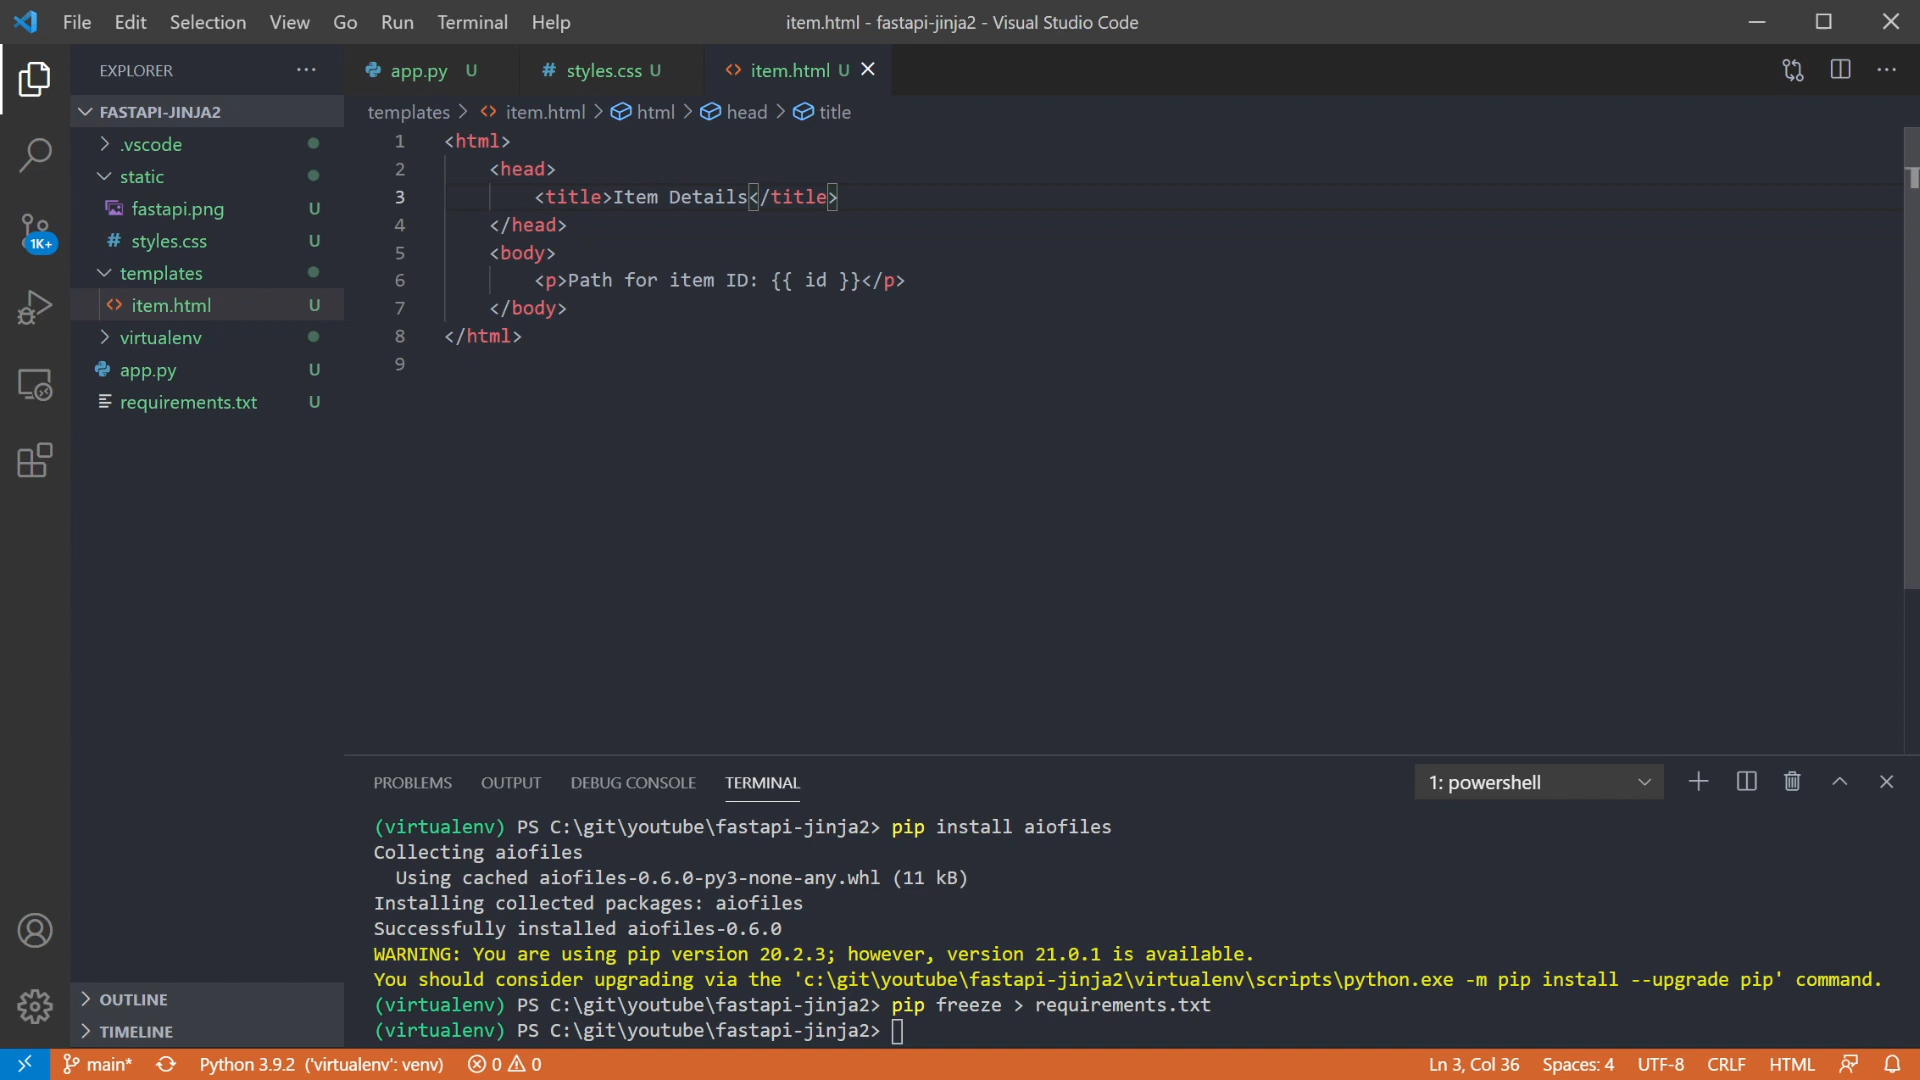 File Edit Selection View Go Run Terminal Help
item.html - fastapi-jinja2 - Visual Studio Code
EXPLORER
FASTAPI-JINJA2
.vscode
static
fastapi.png U
styles.css U
templates
item.html U
virtualenv
app.py U
requirements.txt U
OUTLINE
TIMELINE
1K+
app.py U
styles.css U
item.html U
templates > item.html > html > head > title
1 <html>
2 <head>
3 <title>Item Details</title>
4 </head>
5 <body>
6 <p>Path for item ID: {{ id }}</p>
7 </body>
8 </html>
9
PROBLEMS OUTPUT DEBUG CONSOLE TERMINAL
1: powershell
(virtualenv) PS C:\git\youtube\fastapi-jinja2> pip install aiofiles
Collecting aiofiles
Using cached aiofiles-0.6.0-py3-none-any.whl (11 kB)
Installing collected packages: aiofiles
Successfully installed aiofiles-0.6.0
WARNING: You are using pip version 20.2.3; however, version 21.0.1 is available.
You should consider upgrading via the 'c:\git\youtube\fastapi-jinja2\virtualenv\scripts\python.exe -m pip install --upgrade pip' command.
(virtualenv) PS C:\git\youtube\fastapi-jinja2> pip freeze > requirements.txt
(virtualenv) PS C:\git\youtube\fastapi-jinja2>
main* Python 3.9.2 ('virtualenv': venv) 0 0 Ln 3, Col 36 Spaces: 4 UTF-8 CRLF HTML